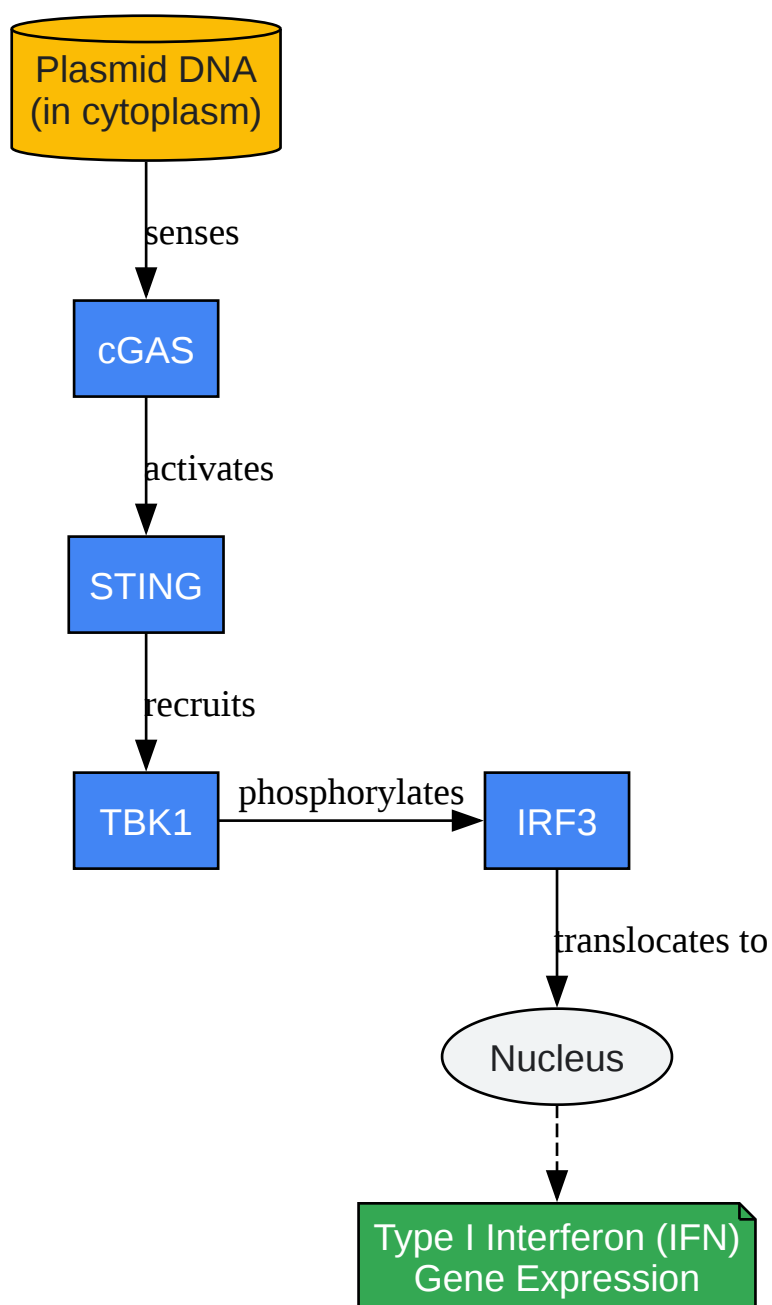 Plasmid DNA
(in cytoplasm)
senses
cGAS
activates
STING
recruits
TBK1
phosphorylates
IRF3
translocates to
Nucleus
Type I Interferon (IFN)
Gene Expression